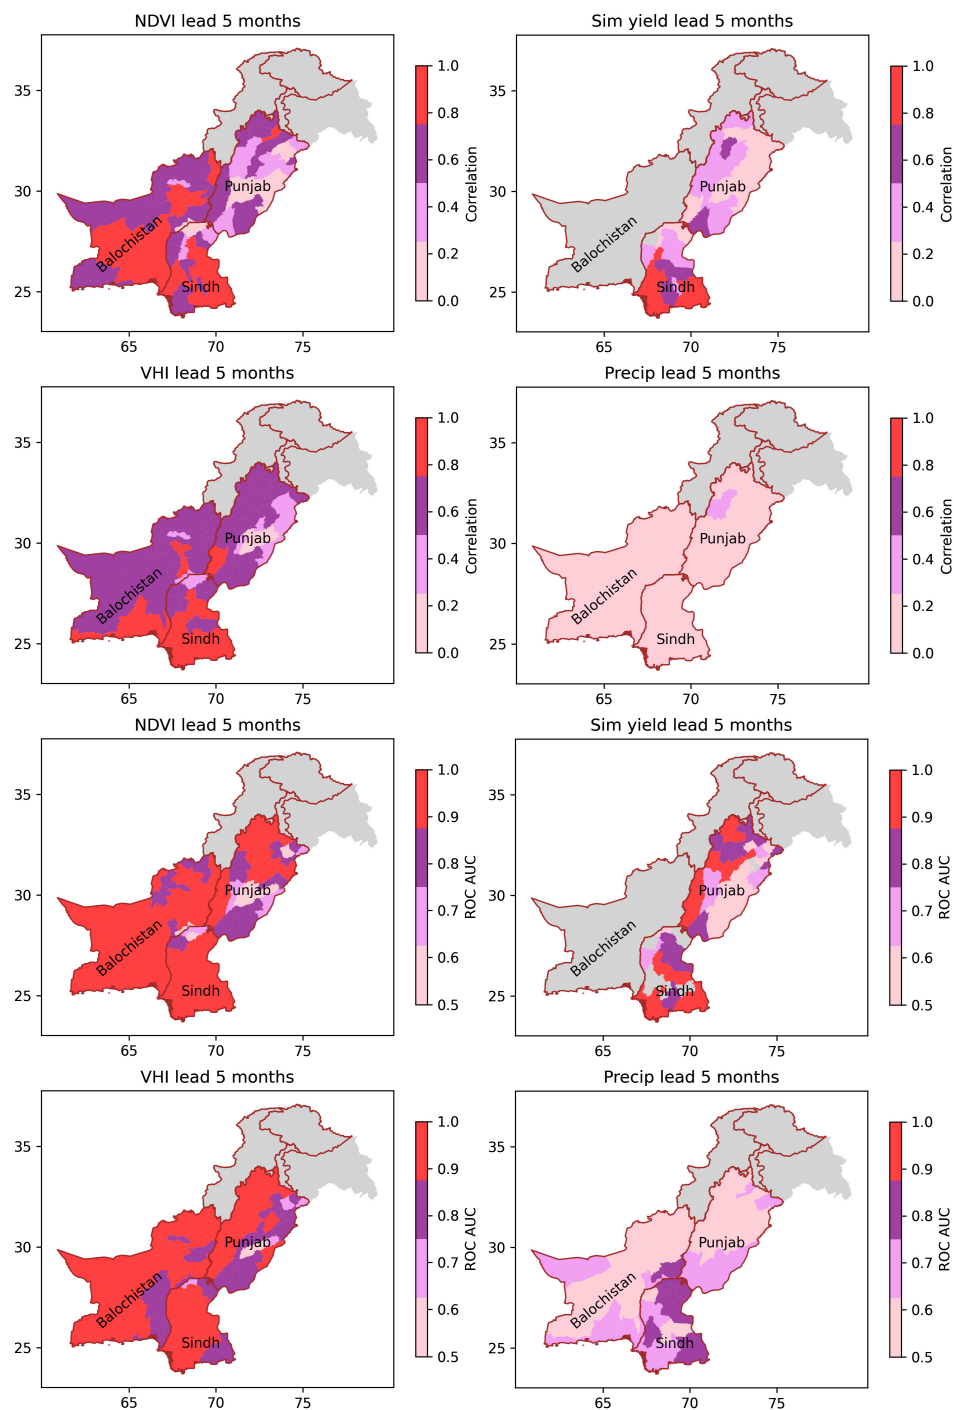 NDVI lead 5 months
Sim yield lead 5 months
35
30
25
65
70
75
Balochistan
Punjab
Sindh
1.0
0.8
0.6
0.4
0.2
0.0
Correlation
35
30
25
65
70
75
Balochistan
Punjab
Sindh
1.0
0.8
0.6
0.4
0.2
0.0
Correlation
VHI lead 5 months
Precip lead 5 months
35
30
25
65
70
75
Balochistan
Punjab
Sindh
1.0
0.8
0.6
0.4
0.2
0.0
Correlation
35
30
25
65
70
75
Balochistan
Punjab
Sindh
1.0
0.8
0.6
0.4
0.2
0.0
Correlation
NDVI lead 5 months
Sim yield lead 5 months
35
30
25
65
70
75
Balochistan
Punjab
Sindh
1.0
0.9
0.8
0.7
0.6
0.5
ROC AUC
35
30
25
65
70
75
Balochistan
Punjab
Sindh
1.0
0.9
0.8
0.7
0.6
0.5
ROC AUC
VHI lead 5 months
Precip lead 5 months
35
30
25
65
70
75
Balochistan
Punjab
Sindh
1.0
0.9
0.8
0.7
0.6
0.5
ROC AUC
35
30
25
65
70
75
Balochistan
Punjab
Sindh
1.0
0.9
0.8
0.7
0.6
0.5
ROC AUC